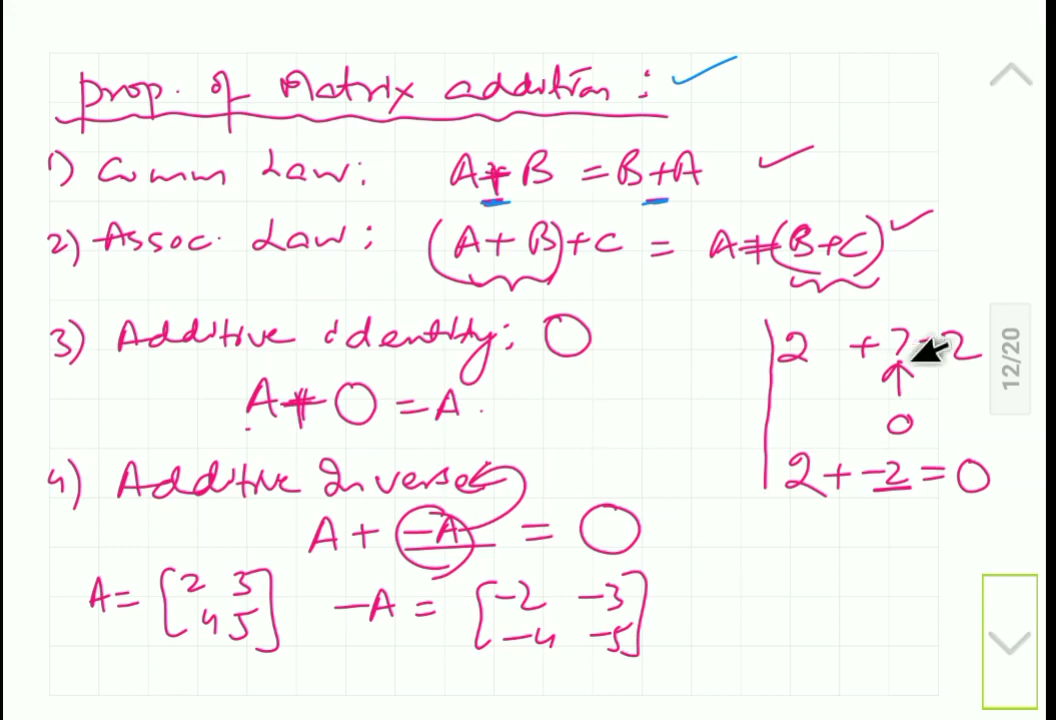 prop. of Matrix addition :
1) Comm Law: A+B = B+A
2) Assoc. Law: (A+B)+C = A+(B+C)
3) Additive identity: O
A+O=A.
2 + ?=2
0
2+-2=0
4) Additive Inverse
A+ -A = O
A= [2 3 4 5] -A = [-2 -3 -4 -5]
12/20